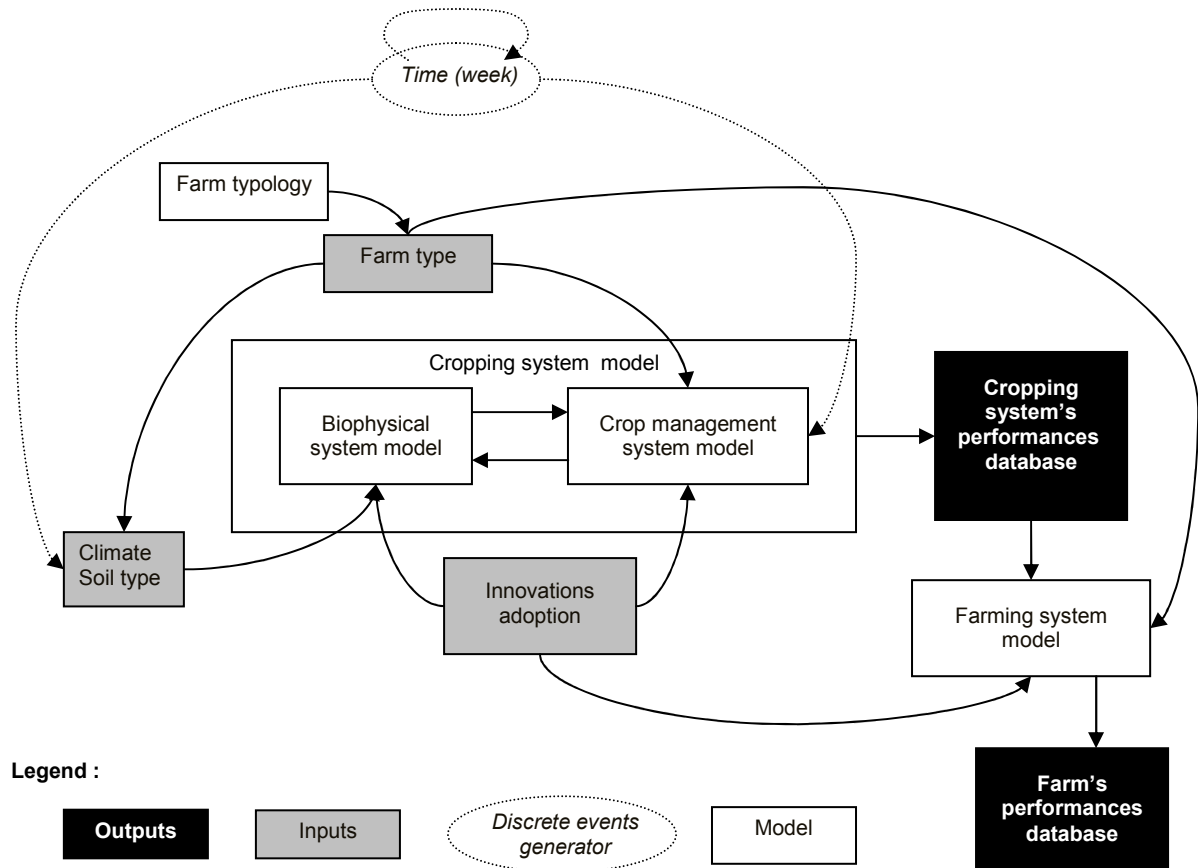 Time (week)
Farm typology
Farm type
Cropping system model
Biophysical
system model
Crop management
system model
Cropping
system's
performances
database
Climate
Soil type
Innovations
adoption
Farming system
model
Legend :
Outputs
Inputs
Discrete events
generator
Model
Farm's
performances
database